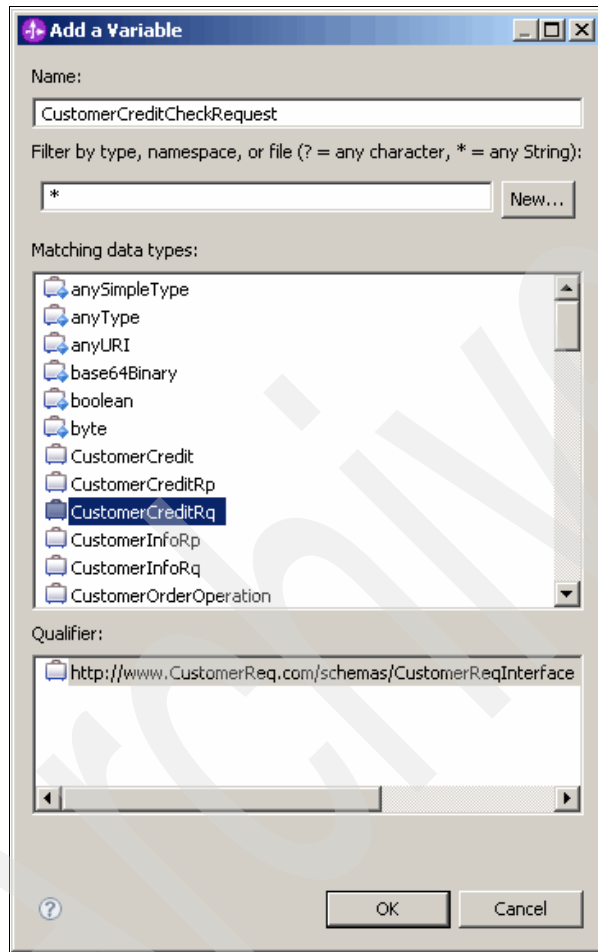 Add a Variable
Name:
CustomerCreditCheckRequest
Filter by type, namespace, or file (? = any character, * = any String):
*
New...
Matching data types:
anySimpleType
anyType
anyURI
base64Binary
boolean
byte
CustomerCredit
CustomerCreditRp
CustomerCreditRq
CustomerInfoRp
CustomerInfoRq
CustomerOrderOperation
Qualifier:
http://www.CustomerReq.com/schemas/CustomerReqInterface
?
OK
Cancel